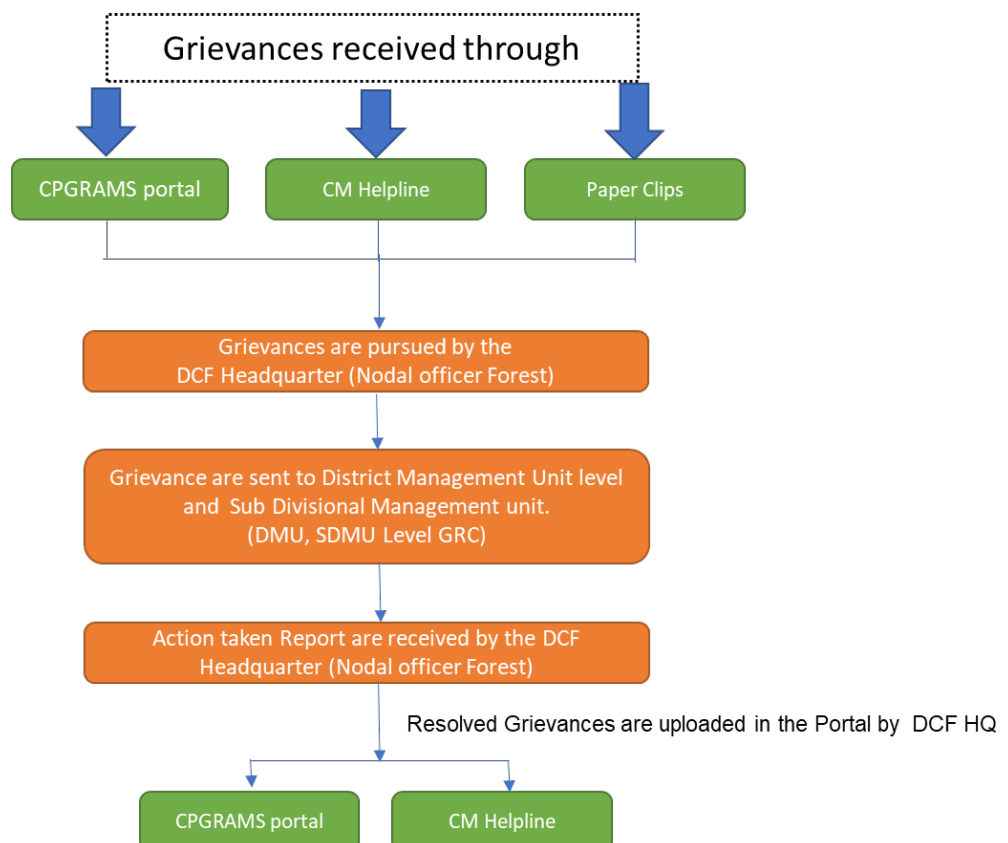 Grievances received through
CPGRAMS portal
CM Helpline
Paper Clips
Grievances are pursued by the
DCF Headquarter (Nodal officer Forest)
Grievance are sent to District Management Unit level
and Sub Divisional Management unit.
(DMU, SDMU Level GRC)
Action taken Report are received by the DCF
Headquarter (Nodal officer Forest)
Resolved Grievances are uploaded in the Portal by DCF HQ
CPGRAMS portal
CM Helpline